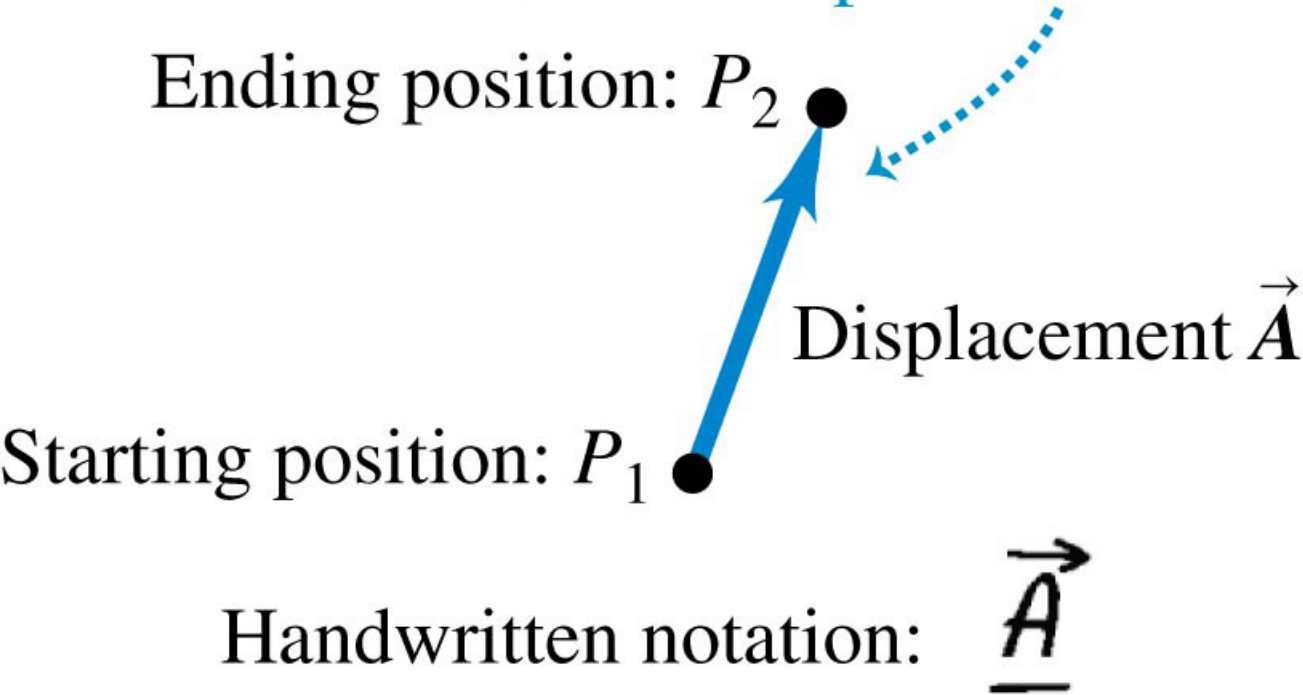 Ending position: P₂
Displacement A⃗
Starting position: P₁
Handwritten notation: A⃗